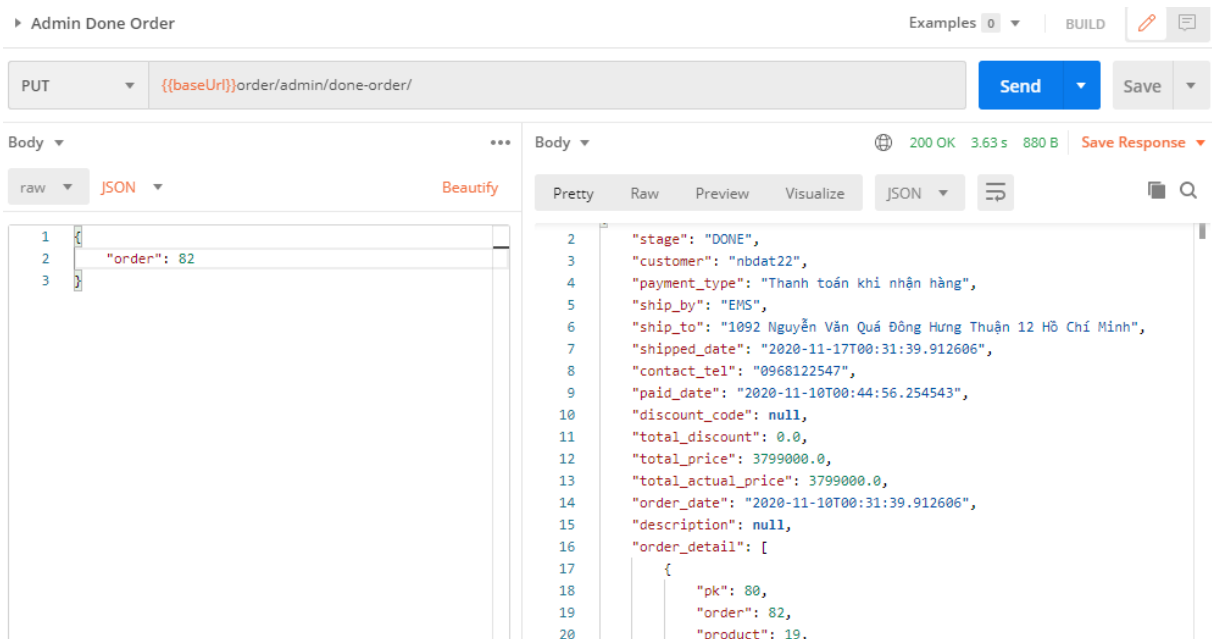 Admin Done Order
Examples 0
BUILD
PUT
{{baseUrl}}order/admin/done-order/
Send
Save
Body
•••
raw
JSON
Beautify
1 {
2 "order": 82
3 }
Body
200 OK 3.63 s 880 B
Save Response
Pretty Raw Preview Visualize JSON
2 "stage": "DONE",
3 "customer": "nbdat22",
4 "payment_type": "Thanh toán khi nhận hàng",
5 "ship_by": "EMS",
6 "ship_to": "1092 Nguyễn Văn Quá Đông Hưng Thuận 12 Hồ Chí Minh",
7 "shipped_date": "2020-11-17T00:31:39.912606",
8 "contact_tel": "0968122547",
9 "paid_date": "2020-11-10T00:44:56.254543",
10 "discount_code": null,
11 "total_discount": 0.0,
12 "total_price": 3799000.0,
13 "total_actual_price": 3799000.0,
14 "order_date": "2020-11-10T00:31:39.912606",
15 "description": null,
16 "order_detail": [
17 {
18 "pk": 80,
19 "order": 82,
20 "product": 19,